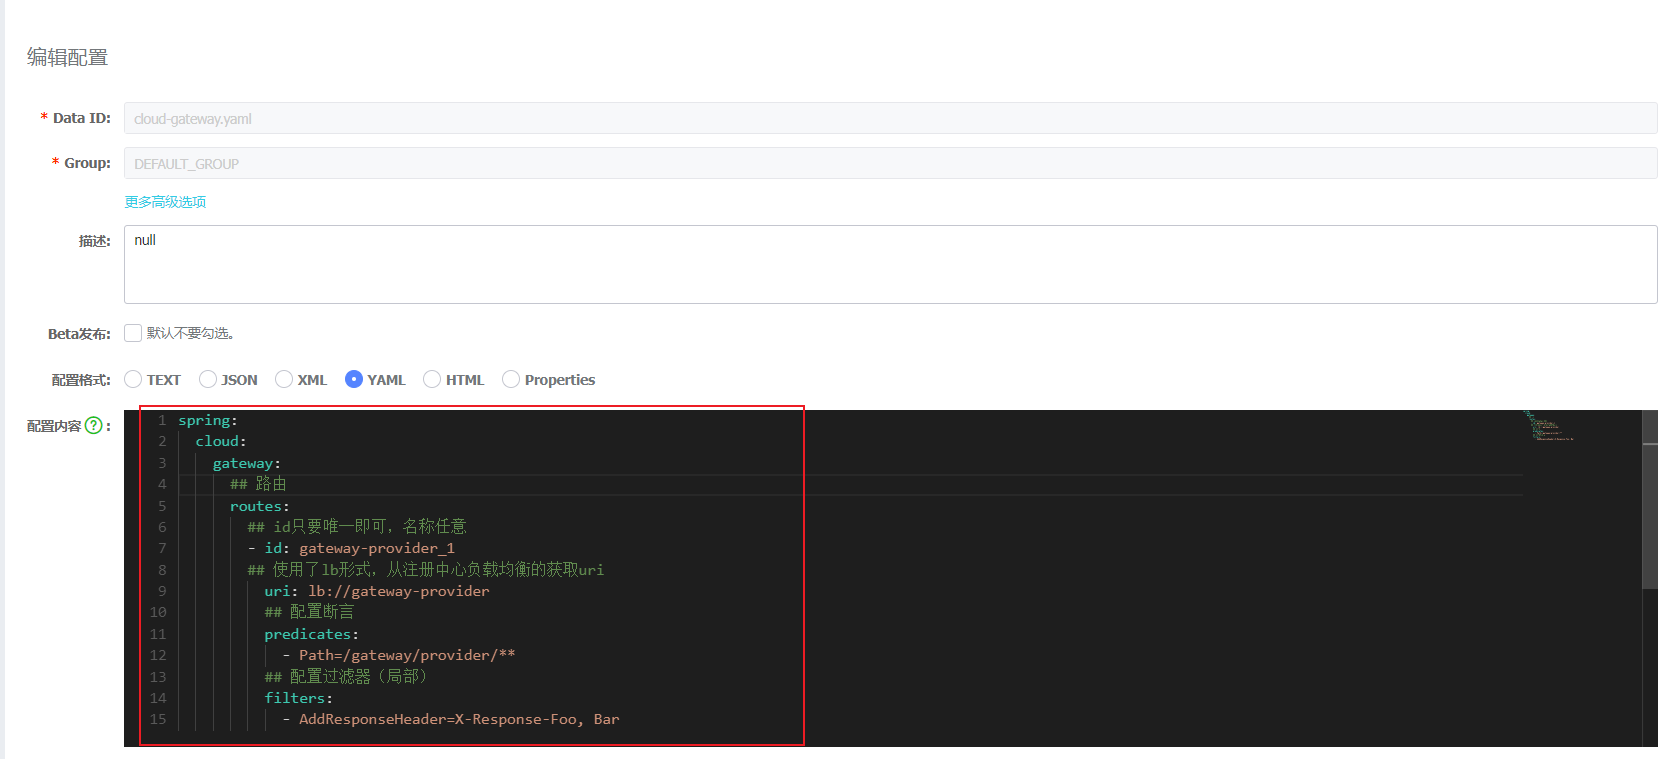 编辑配置
* Data ID: cloud-gateway.yaml
* Group: DEFAULT_GROUP
更多高级选项
描述: null
Beta发布: 默认不要勾选。
配置格式: TEXT JSON XML YAML HTML Properties
配置内容 ? :
1 spring:
2   cloud:
3     gateway:
4       ## 路由
5       routes:
6         ## id只要唯一即可，名称任意
7         - id: gateway-provider_1
8         ## 使用了lb形式，从注册中心负载均衡的获取uri
9           uri: lb://gateway-provider
10           ## 配置断言
11           predicates:
12             - Path=/gateway/provider/**
13           ## 配置过滤器（局部）
14           filters:
15             - AddResponseHeader=X-Response-Foo, Bar